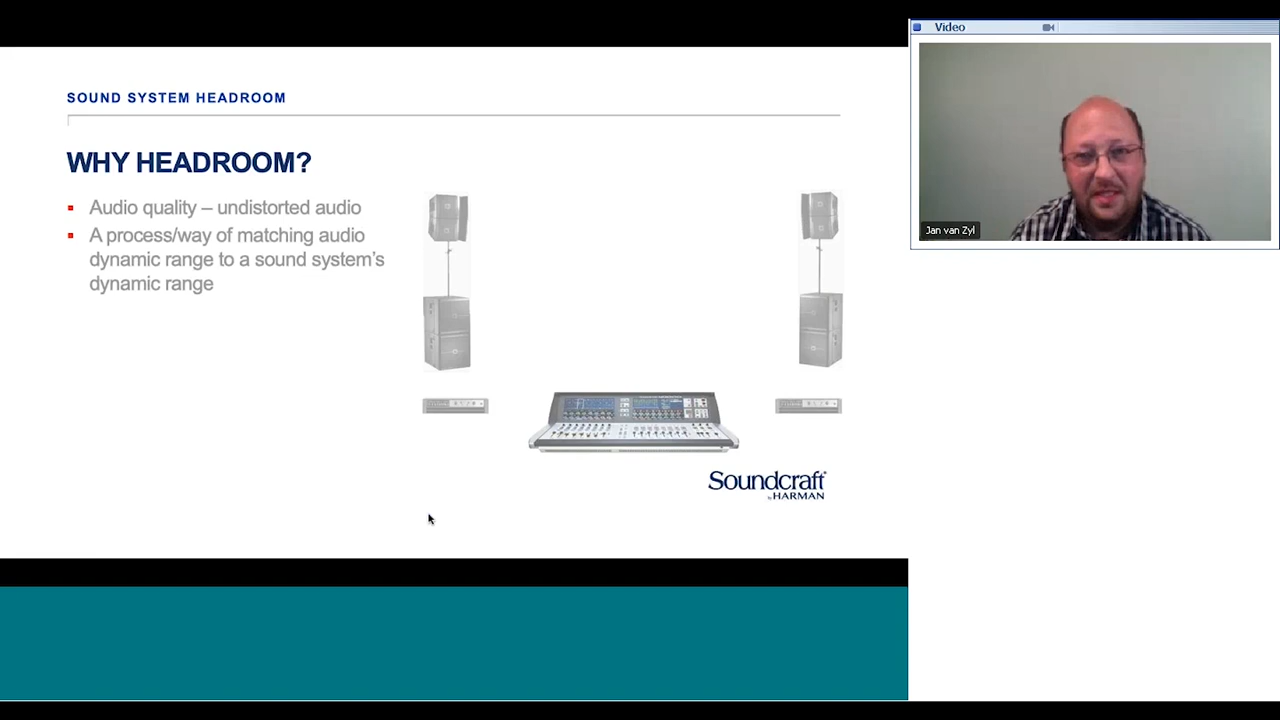 SOUND SYSTEM HEADROOM
WHY HEADROOM?
Audio quality – undistorted audio
A process/way of matching audio
dynamic range to a sound system's
dynamic range
Soundcraft®
by HARMAN
Video
Jan van Zyl